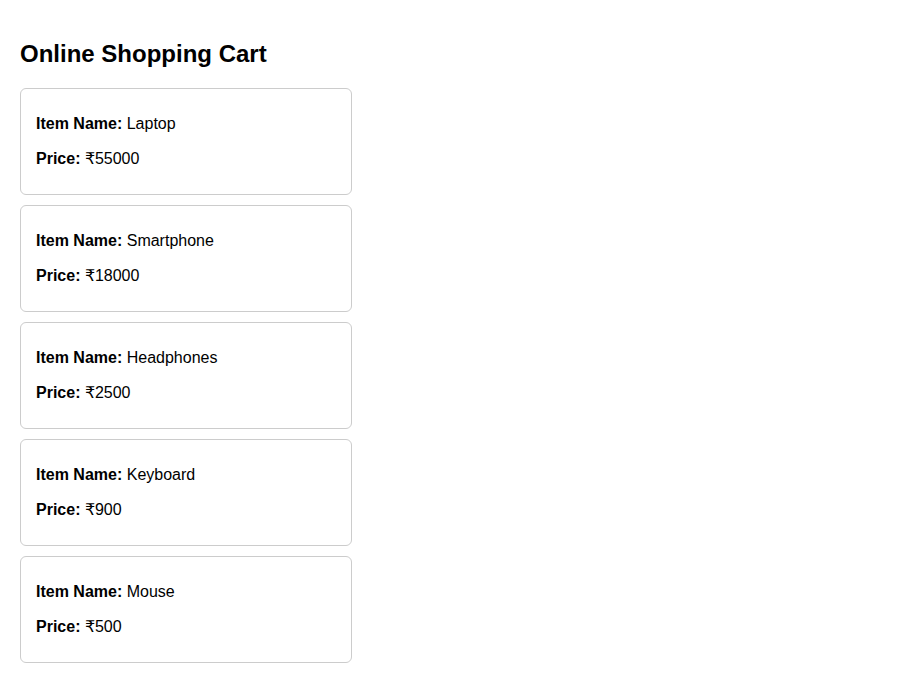 Online Shopping Cart
Item Name: Laptop
Price: ₹55000
Item Name: Smartphone
Price: ₹18000
Item Name: Headphones
Price: ₹2500
Item Name: Keyboard
Price: ₹900
Item Name: Mouse
Price: ₹500